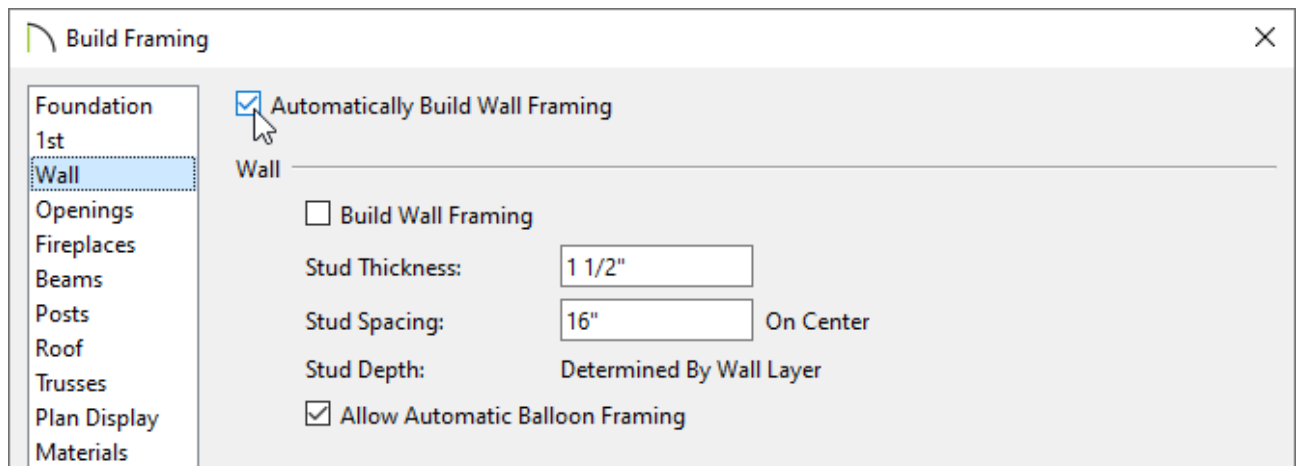 Build Framing
Foundation
1st
Wall
Openings
Fireplaces
Beams
Posts
Roof
Trusses
Plan Display
Materials
Automatically Build Wall Framing
Wall
Build Wall Framing
Stud Thickness: 1 1/2"
Stud Spacing: 16" On Center
Stud Depth: Determined By Wall Layer
Allow Automatic Balloon Framing